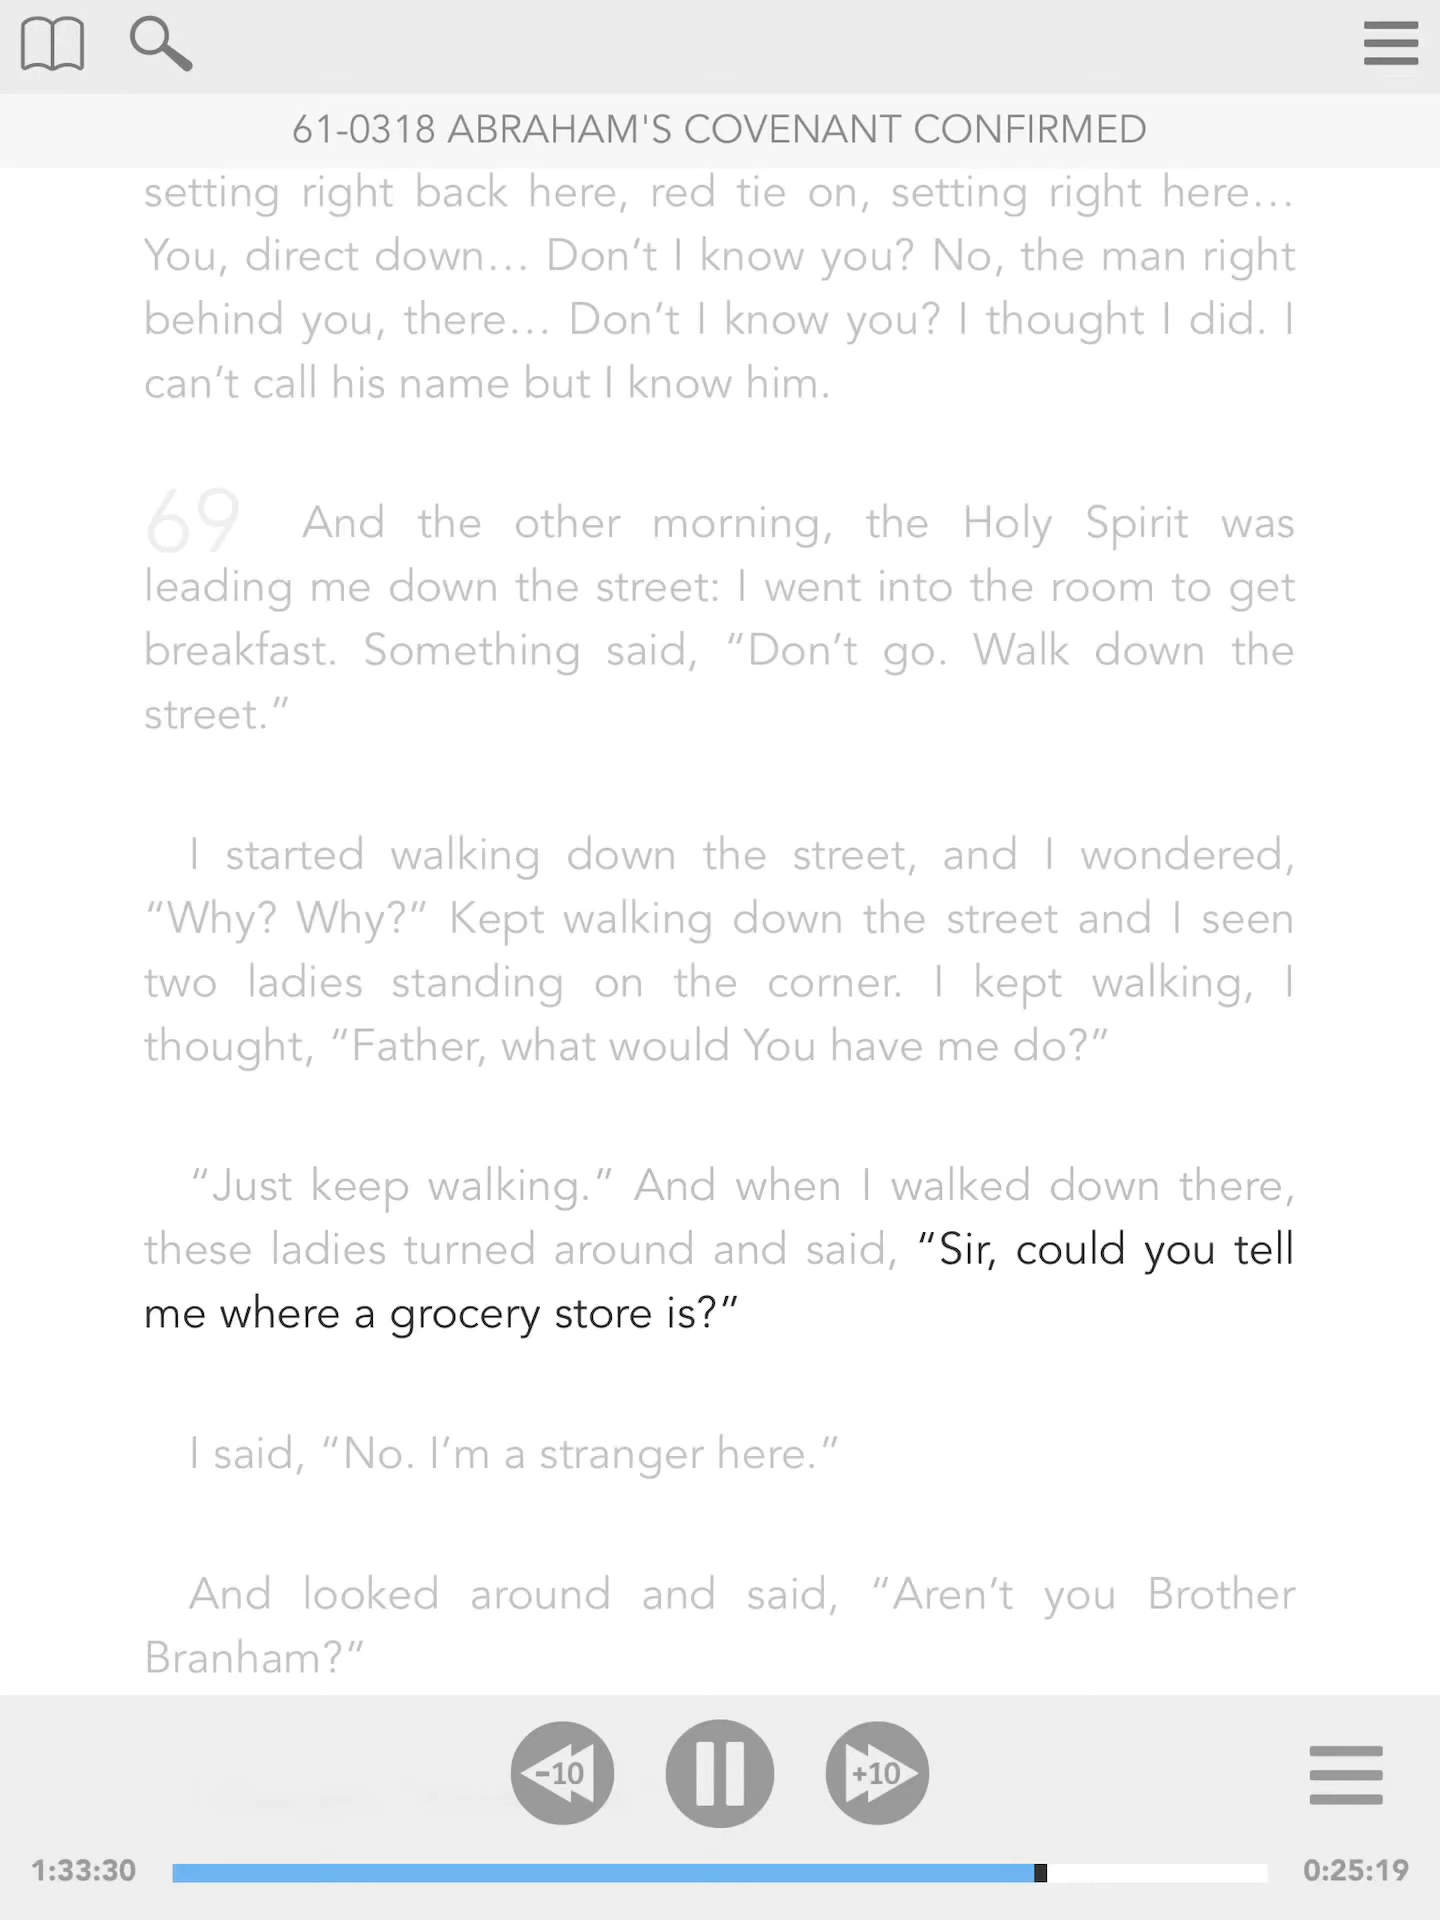 61-0318 ABRAHAM'S COVENANT CONFIRMED
setting right back here, red tie on, setting right here…
You, direct down… Don’t I know you? No, the man right
behind you, there… Don’t I know you? I thought I did. I
can’t call his name but I know him.
69 And the other morning, the Holy Spirit was
leading me down the street: I went into the room to get
breakfast. Something said, “Don’t go. Walk down the
street.”
I started walking down the street, and I wondered,
“Why? Why?” Kept walking down the street and I seen
two ladies standing on the corner. I kept walking, I
thought, “Father, what would You have me do?”
“Just keep walking.” And when I walked down there,
these ladies turned around and said, “Sir, could you tell
me where a grocery store is?”
I said, “No. I’m a stranger here.”
And looked around and said, “Aren’t you Brother
Branham?”
-10 +10
1:33:30 0:25:19